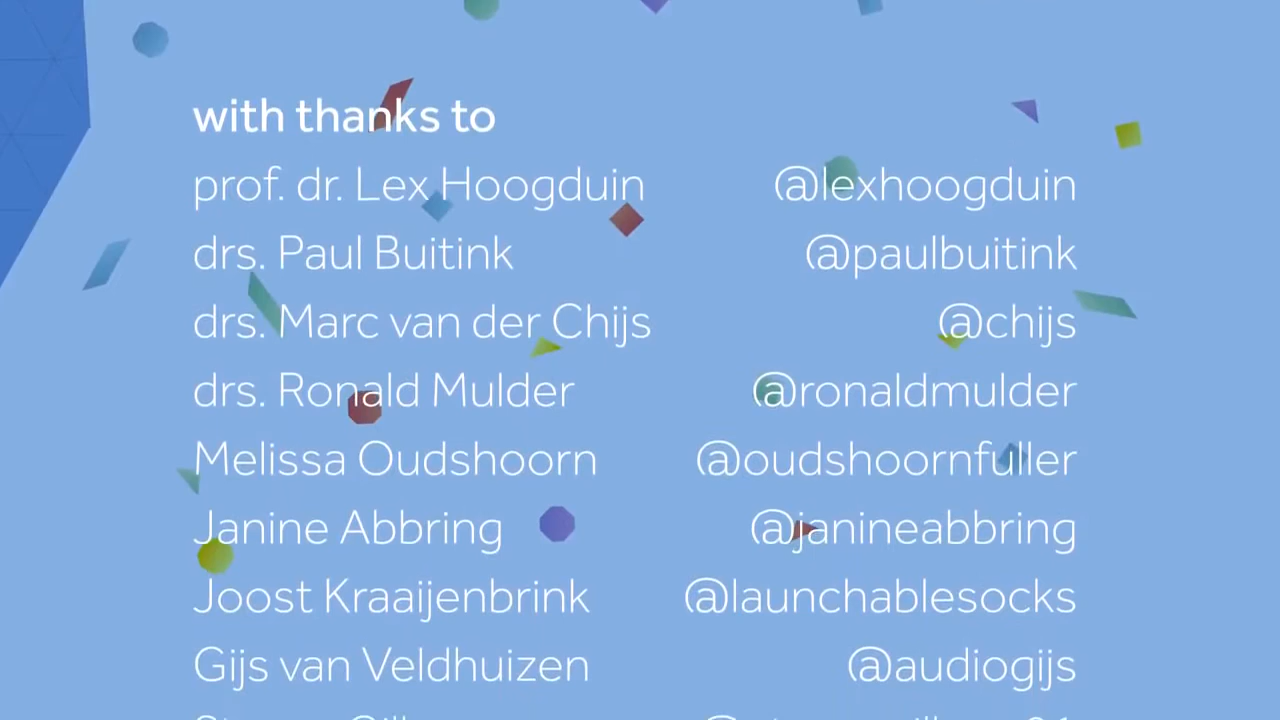 with thanks to
prof. dr. Lex Hoogduin @lexhoogduin
drs. Paul Buitink @paulbuitink
drs. Marc van der Chijs @chijs
drs. Ronald Mulder @ronaldmulder
Melissa Oudshoorn @oudshoornfuller
Janine Abbring @janineabbring
Joost Kraaijenbrink @launchablesocks
Gijs van Veldhuizen @audiogijs